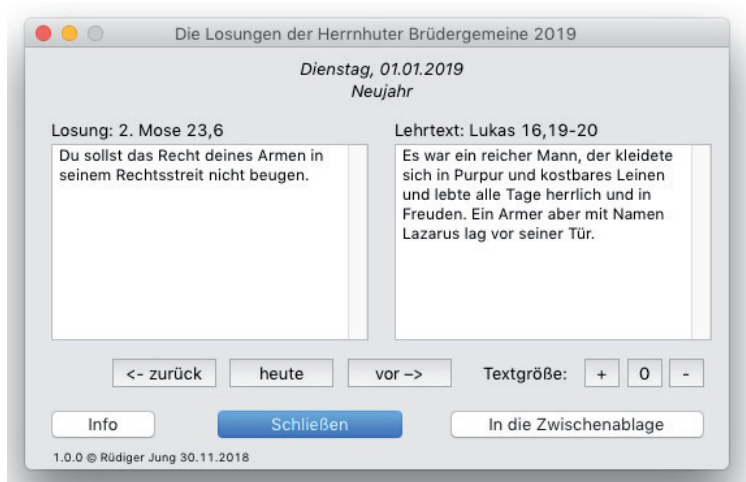 Die Losungen der Herrnhuter Brüdergemeine 2019
Dienstag, 01.01.2019
Neujahr
Losung: 2. Mose 23,6
Du sollst das Recht deines Armen in
seinem Rechtsstreit nicht beugen.
Lehrtext: Lukas 16,19-20
Es war ein reicher Mann, der kleidete
sich in Purpur und kostbares Leinen
und lebte alle Tage herrlich und in
Freuden. Ein Armer aber mit Namen
Lazarus lag vor seiner Tür.
<- zurück heute vor –> Textgröße: + 0 -
Info Schließen In die Zwischenablage
1.0.0 © Rüdiger Jung 30.11.2018